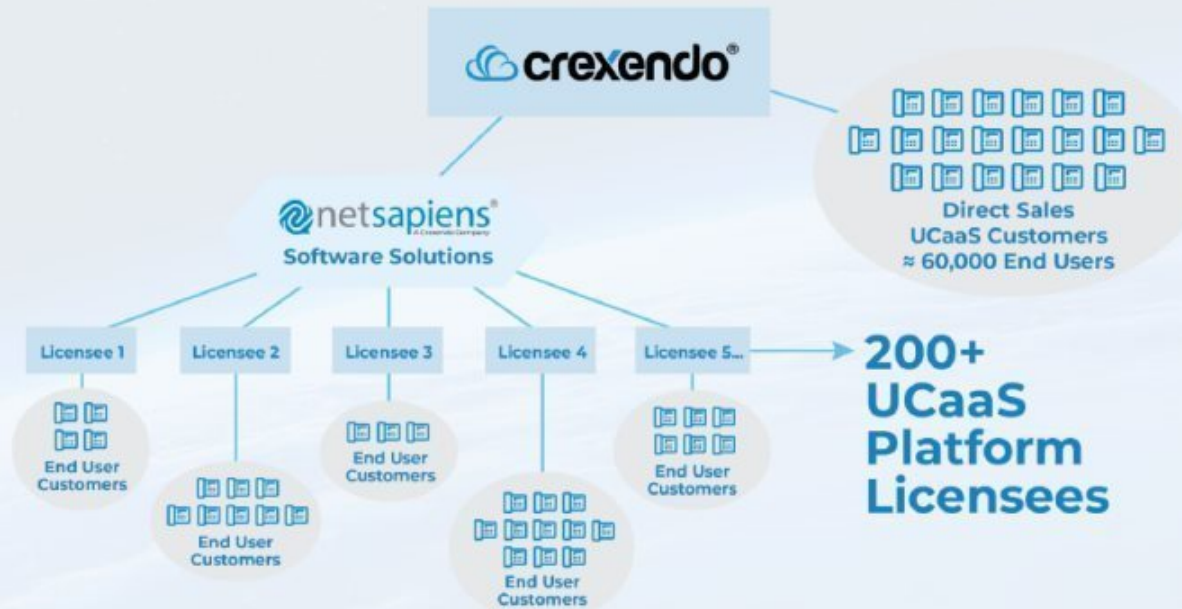 crexendo®
Direct Sales
UCaaS Customers
≈ 60,000 End Users
netsapiens®
A Crexendo Company
Software Solutions
Licensee 1
Licensee 2
Licensee 3
Licensee 4
Licensee 5...
200+
UCaaS
Platform
Licensees
End User
Customers
End User
Customers
End User
Customers
End User
Customers
End User
Customers